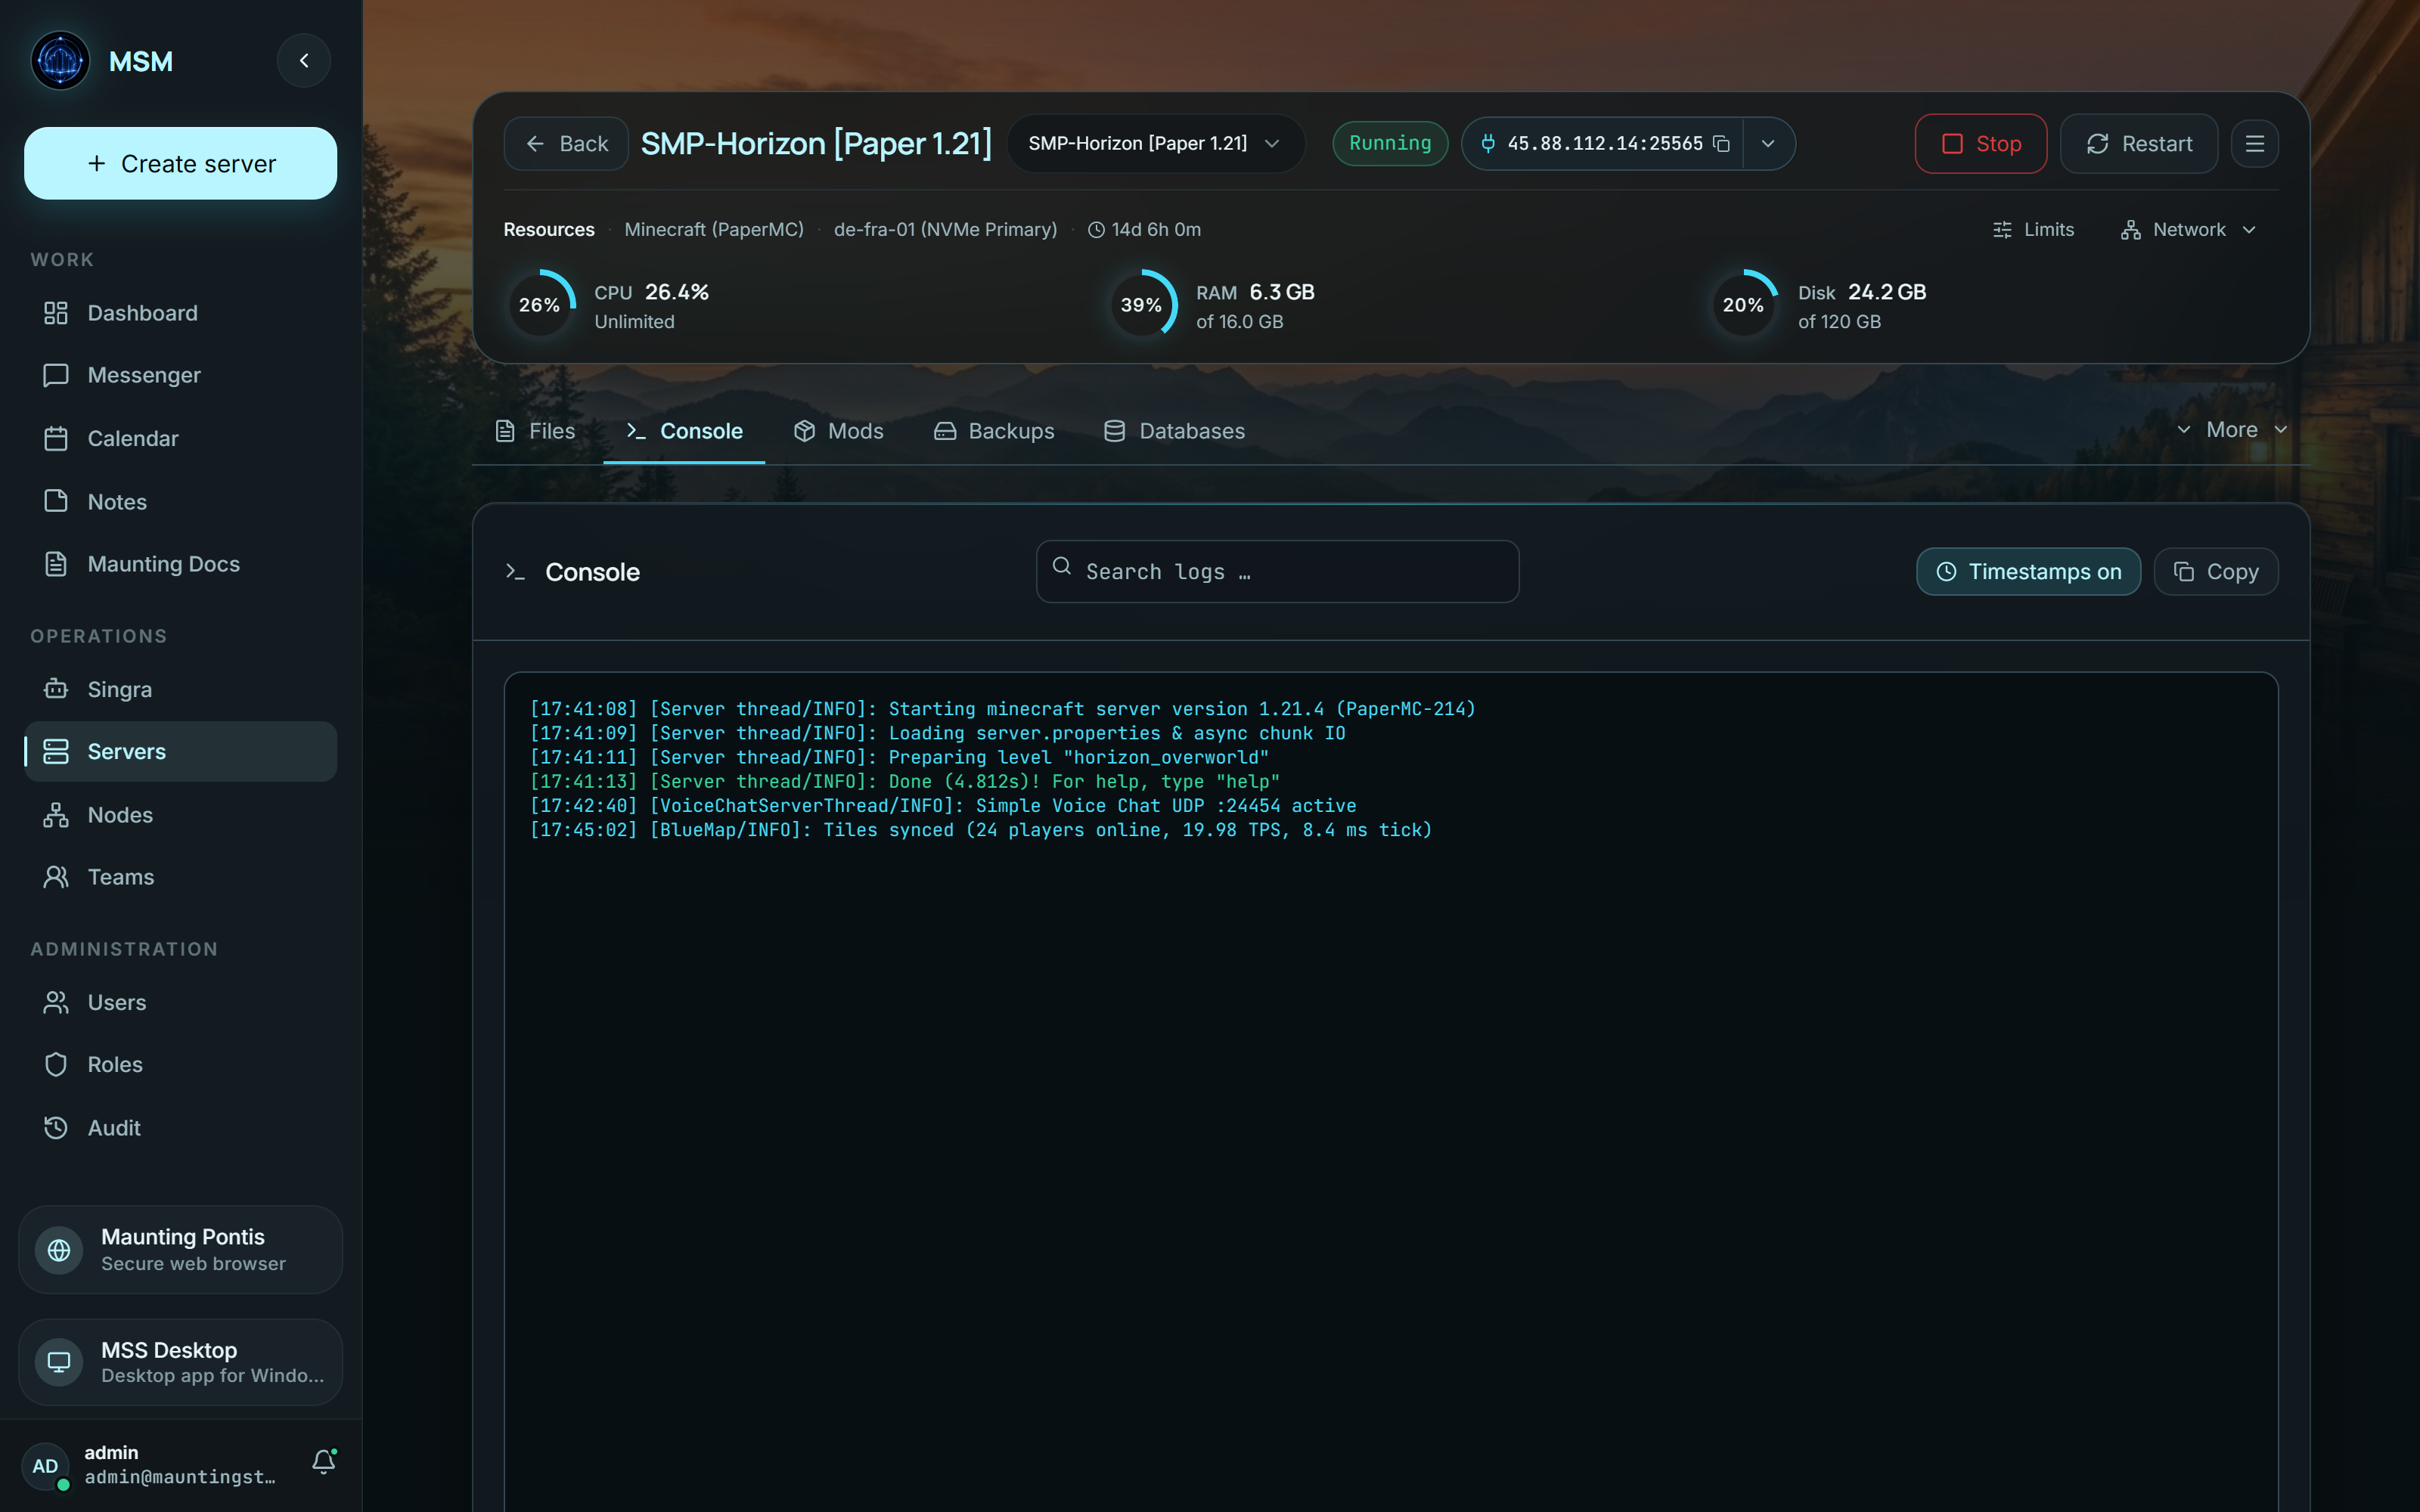 MSM
Create server
WORK
Dashboard
Messenger
Calendar
Notes
Maunting Docs
OPERATIONS
Singra
Servers
Nodes
Teams
ADMINISTRATION
Users
Roles
Audit
Maunting Pontis
Secure web browser
MSS Desktop
Desktop app for Windo...
AD
admin
admin@mauntingst…
Back
SMP-Horizon [Paper 1.21]
SMP-Horizon [Paper 1.21]
Running
45.88.112.14:25565
Stop
Restart
Resources · Minecraft (PaperMC) · de-fra-01 (NVMe Primary) · 14d 6h 0m
Limits
Network
26%
CPU 26.4%
Unlimited
39%
RAM 6.3 GB
of 16.0 GB
20%
Disk 24.2 GB
of 120 GB
Files
Console
Mods
Backups
Databases
More
Console
Search logs …
Timestamps on
Copy
[17:41:08] [Server thread/INFO]: Starting minecraft server version 1.21.4 (PaperMC-214)
[17:41:09] [Server thread/INFO]: Loading server.properties & async chunk IO
[17:41:11] [Server thread/INFO]: Preparing level "horizon_overworld"
[17:41:13] [Server thread/INFO]: Done (4.812s)! For help, type "help"
[17:42:40] [VoiceChatServerThread/INFO]: Simple Voice Chat UDP :24454 active
[17:45:02] [BlueMap/INFO]: Tiles synced (24 players online, 19.98 TPS, 8.4 ms tick)